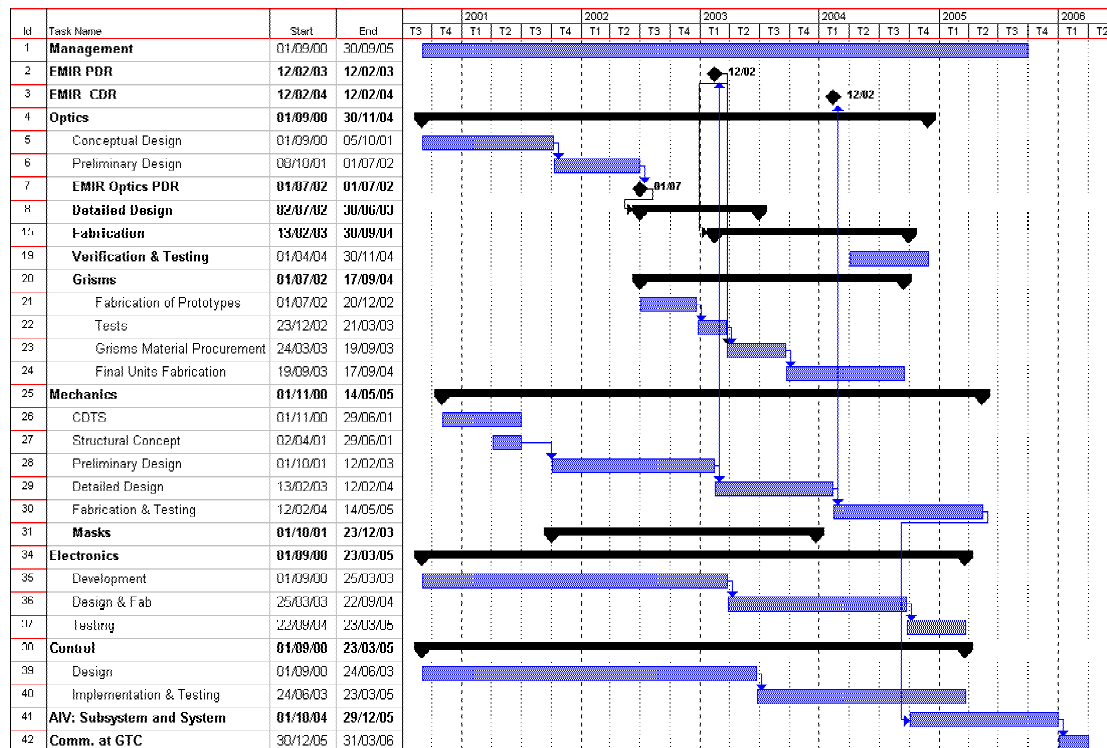 2001 2002 2003 2004 2005 2006
Id Task Name Start End T3 T4 T1 T2 T3 T4 T1 T2 T3 T4 T1 T2 T3 T4 T1 T2 T3 T4 T1 T2 T3 T4 T1 T2
1 Management 01/09/00 30/09/05
2 EMIR PDR 12/02/03 12/02/03 12/02
3 EMIR CDR 12/02/04 12/02/04 12/02
4 Optics 01/09/00 30/11/04
5 Conceptual Design 01/09/00 05/10/01
6 Preliminary Design 08/10/01 01/07/02
7 EMIR Optics PDR 01/07/02 01/07/02 01/07
8 Detailed Design 02/07/02 30/06/03
15 Fabrication 13/02/03 30/09/04
19 Verification & Testing 01/04/04 30/11/04
20 Grisms 01/07/02 17/09/04
21 Fabrication of Prototypes 01/07/02 20/12/02
22 Tests 23/12/02 21/03/03
23 Grisms Material Procurement 24/03/03 19/09/03
24 Final Units Fabrication 19/09/03 17/09/04
25 Mechanics 01/11/00 14/05/05
26 CDTS 01/11/00 29/06/01
27 Structural Concept 02/04/01 29/06/01
28 Preliminary Design 01/10/01 12/02/03
29 Detailed Design 13/02/03 12/02/04
30 Fabrication & Testing 12/02/04 14/05/05
31 Masks 01/10/01 23/12/03
34 Electronics 01/09/00 23/03/05
35 Development 01/09/00 25/03/03
36 Design & Fab 25/03/03 22/09/04
37 Testing 22/09/04 23/03/05
38 Control 01/09/00 23/03/05
39 Design 01/09/00 24/06/03
40 Implementation & Testing 24/06/03 23/03/05
41 AIV: Subsystem and System 01/10/04 29/12/05
42 Comm. at GTC 30/12/05 31/03/06